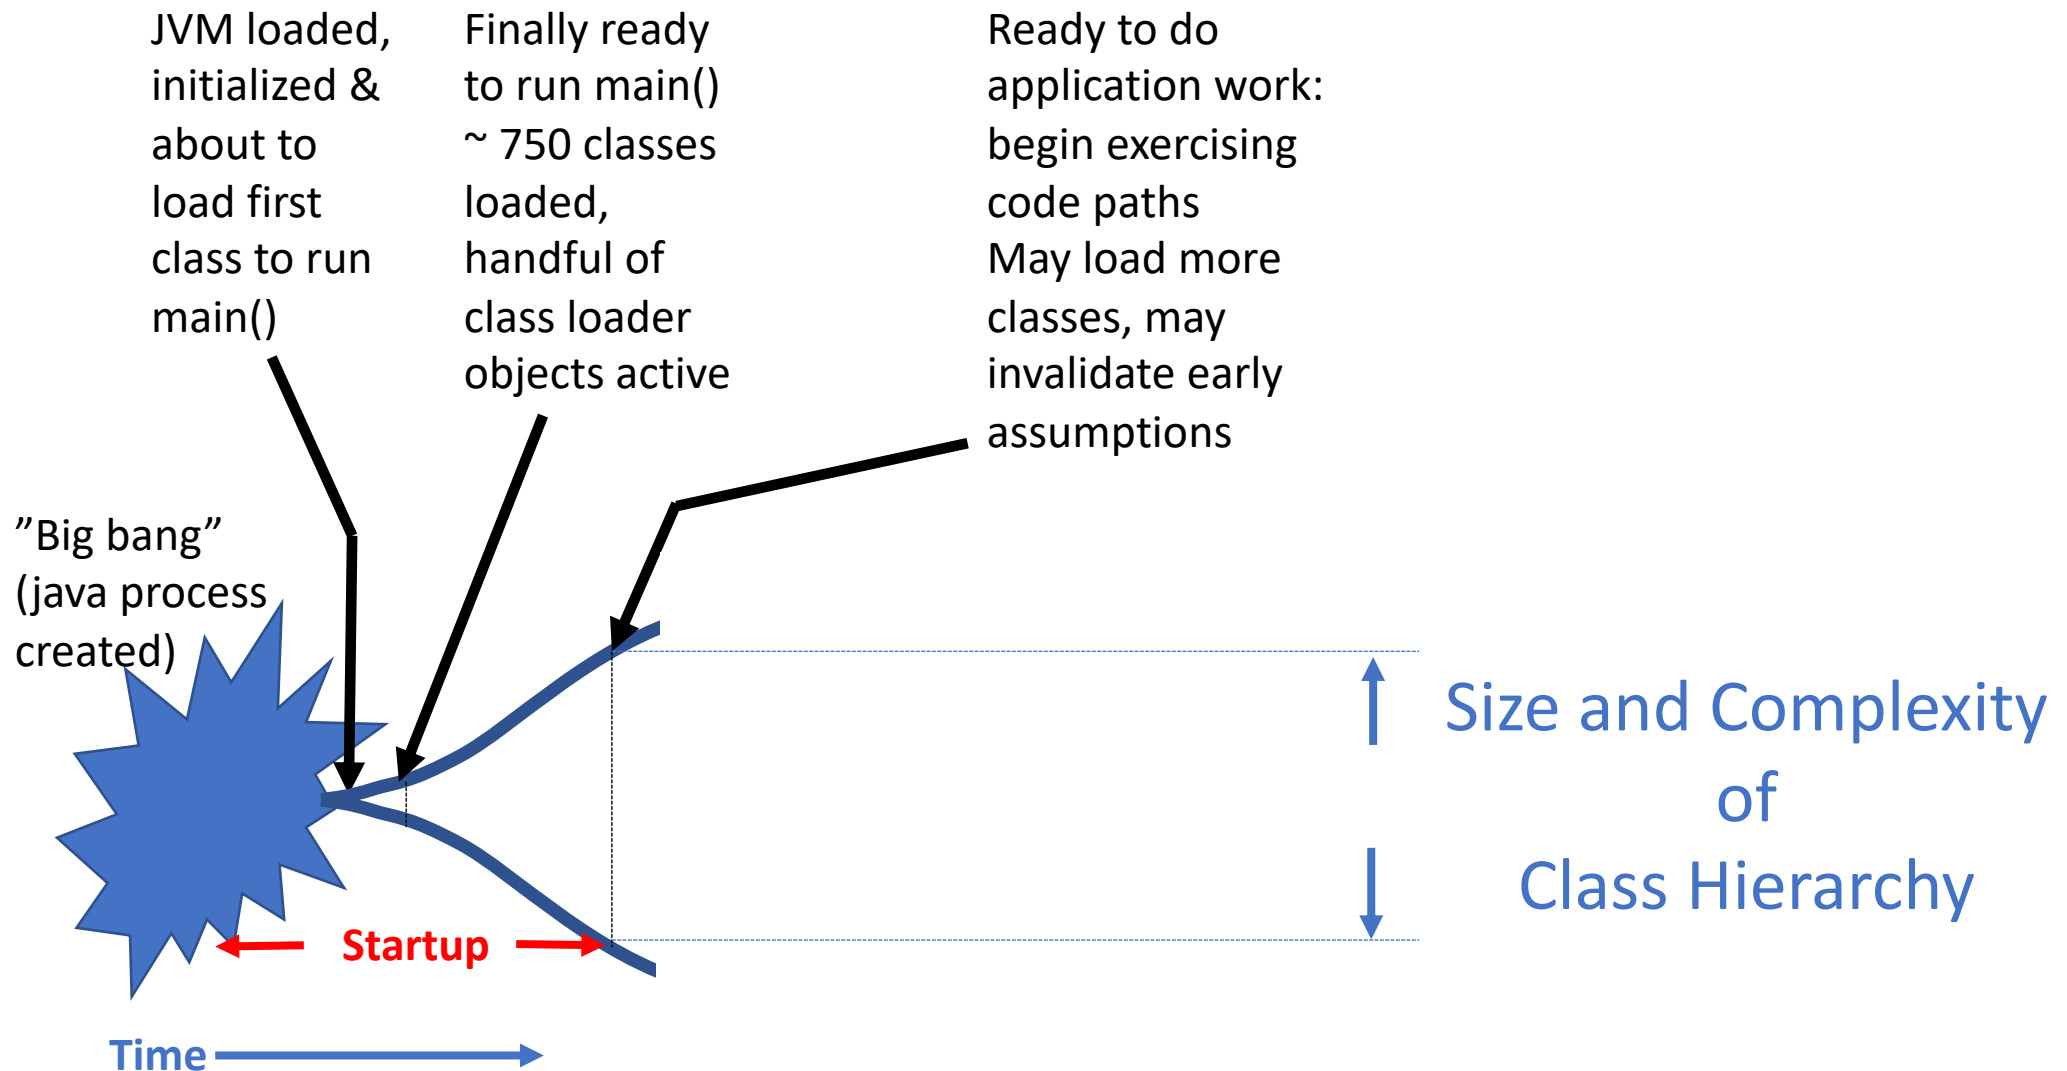 JVM loaded,
initialized &
about to
load first
class to run
main()
Finally ready
to run main()
~ 750 classes
loaded,
handful of
class loader
objects active
Ready to do
application work:
begin exercising
code paths
May load more
classes, may
invalidate early
assumptions
”Big bang”
(java process
created)
Size and Complexity
of
Class Hierarchy
Startup
Time